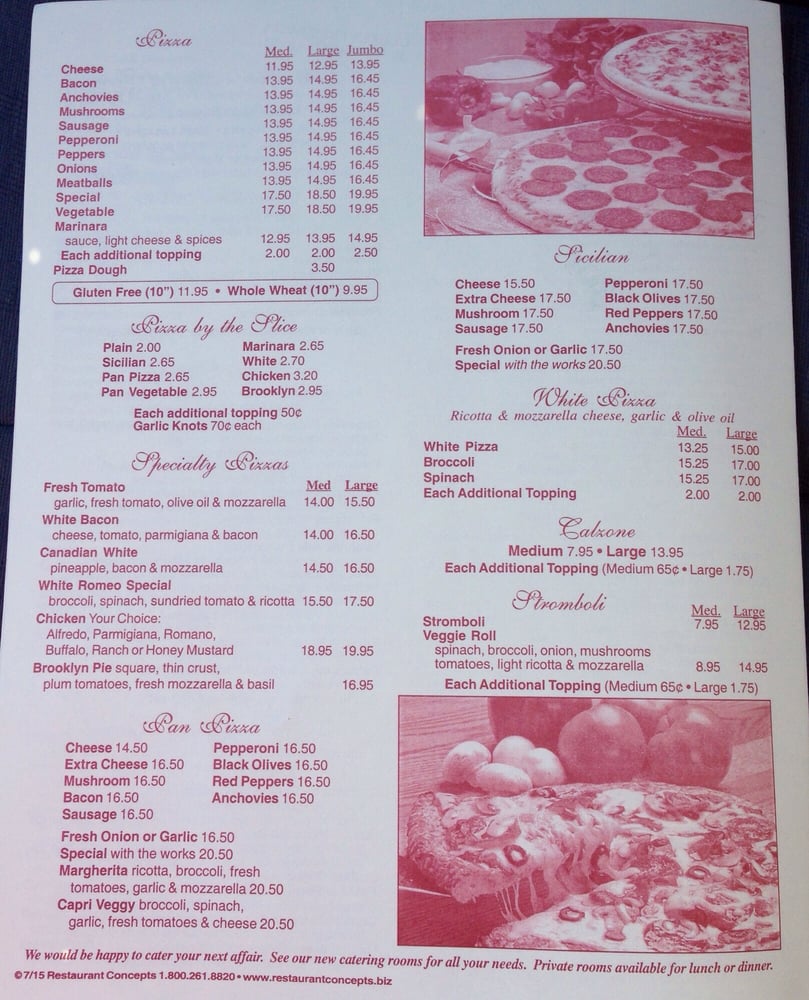 Pizza
Med. Large Jumbo
Cheese 11.95 12.95 13.95
Bacon 13.95 14.95 16.45
Anchovies 13.95 14.95 16.45
Mushrooms 13.95 14.95 16.45
Sausage 13.95 14.95 16.45
Pepperoni 13.95 14.95 16.45
Peppers 13.95 14.95 16.45
Onions 13.95 14.95 16.45
Meatballs 13.95 14.95 16.45
Special 17.50 18.50 19.95
Vegetable 17.50 18.50 19.95
Marinara
sauce, light cheese & spices 12.95 13.95 14.95
Each additional topping 2.00 2.00 2.50
Pizza Dough 3.50
Gluten Free (10") 11.95 • Whole Wheat (10") 9.95
Pizza by the Slice
Plain 2.00 Marinara 2.65
Sicilian 2.65 White 2.70
Pan Pizza 2.65 Chicken 3.20
Pan Vegetable 2.95 Brooklyn 2.95
Each additional topping 50¢
Garlic Knots 70¢ each
Specialty Pizzas
Med Large
Fresh Tomato
garlic, fresh tomato, olive oil & mozzarella 14.00 15.50
White Bacon
cheese, tomato, parmigiana & bacon 14.00 16.50
Canadian White
pineapple, bacon & mozzarella 14.50 16.50
White Romeo Special
broccoli, spinach, sundried tomato & ricotta 15.50 17.50
Chicken Your Choice:
Alfredo, Parmigiana, Romano,
Buffalo, Ranch or Honey Mustard 18.95 19.95
Brooklyn Pie square, thin crust,
plum tomatoes, fresh mozzarella & basil 16.95
Pan Pizza
Cheese 14.50 Pepperoni 16.50
Extra Cheese 16.50 Black Olives 16.50
Mushroom 16.50 Red Peppers 16.50
Bacon 16.50 Anchovies 16.50
Sausage 16.50
Fresh Onion or Garlic 16.50
Special with the works 20.50
Margherita ricotta, broccoli, fresh
tomatoes, garlic & mozzarella 20.50
Capri Veggy broccoli, spinach,
garlic, fresh tomatoes & cheese 20.50
Sicilian
Cheese 15.50 Pepperoni 17.50
Extra Cheese 17.50 Black Olives 17.50
Mushroom 17.50 Red Peppers 17.50
Sausage 17.50 Anchovies 17.50
Fresh Onion or Garlic 17.50
Special with the works 20.50
White Pizza
Ricotta & mozzarella cheese, garlic & olive oil
Med. Large
White Pizza 13.25 15.00
Broccoli 15.25 17.00
Spinach 15.25 17.00
Each Additional Topping 2.00 2.00
Calzone
Medium 7.95 • Large 13.95
Each Additional Topping (Medium 65¢ • Large 1.75)
Stromboli
Med. Large
Stromboli 7.95 12.95
Veggie Roll
spinach, broccoli, onion, mushrooms
tomatoes, light ricotta & mozzarella 8.95 14.95
Each Additional Topping (Medium 65¢ • Large 1.75)
We would be happy to cater your next affair. See our new catering rooms for all your needs. Private rooms available for lunch or dinner.
©7/15 Restaurant Concepts 1.800.261.8820 • www.restaurantconcepts.biz